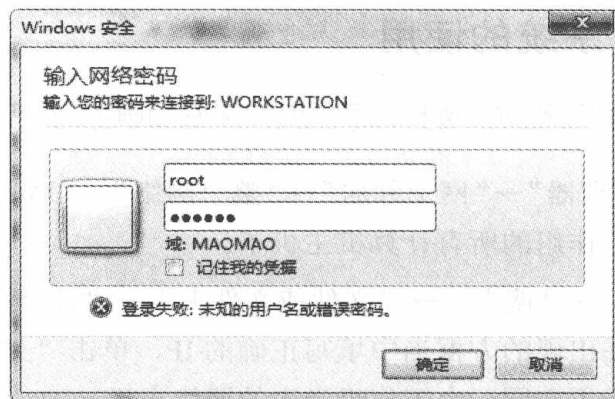 Windows 安全
输入网络密码
输入您的密码来连接到: WORKSTATION
root
●●●●●●
域: MAOMAO
记住我的凭据
登录失败: 未知的用户名或错误密码。
确定
取消